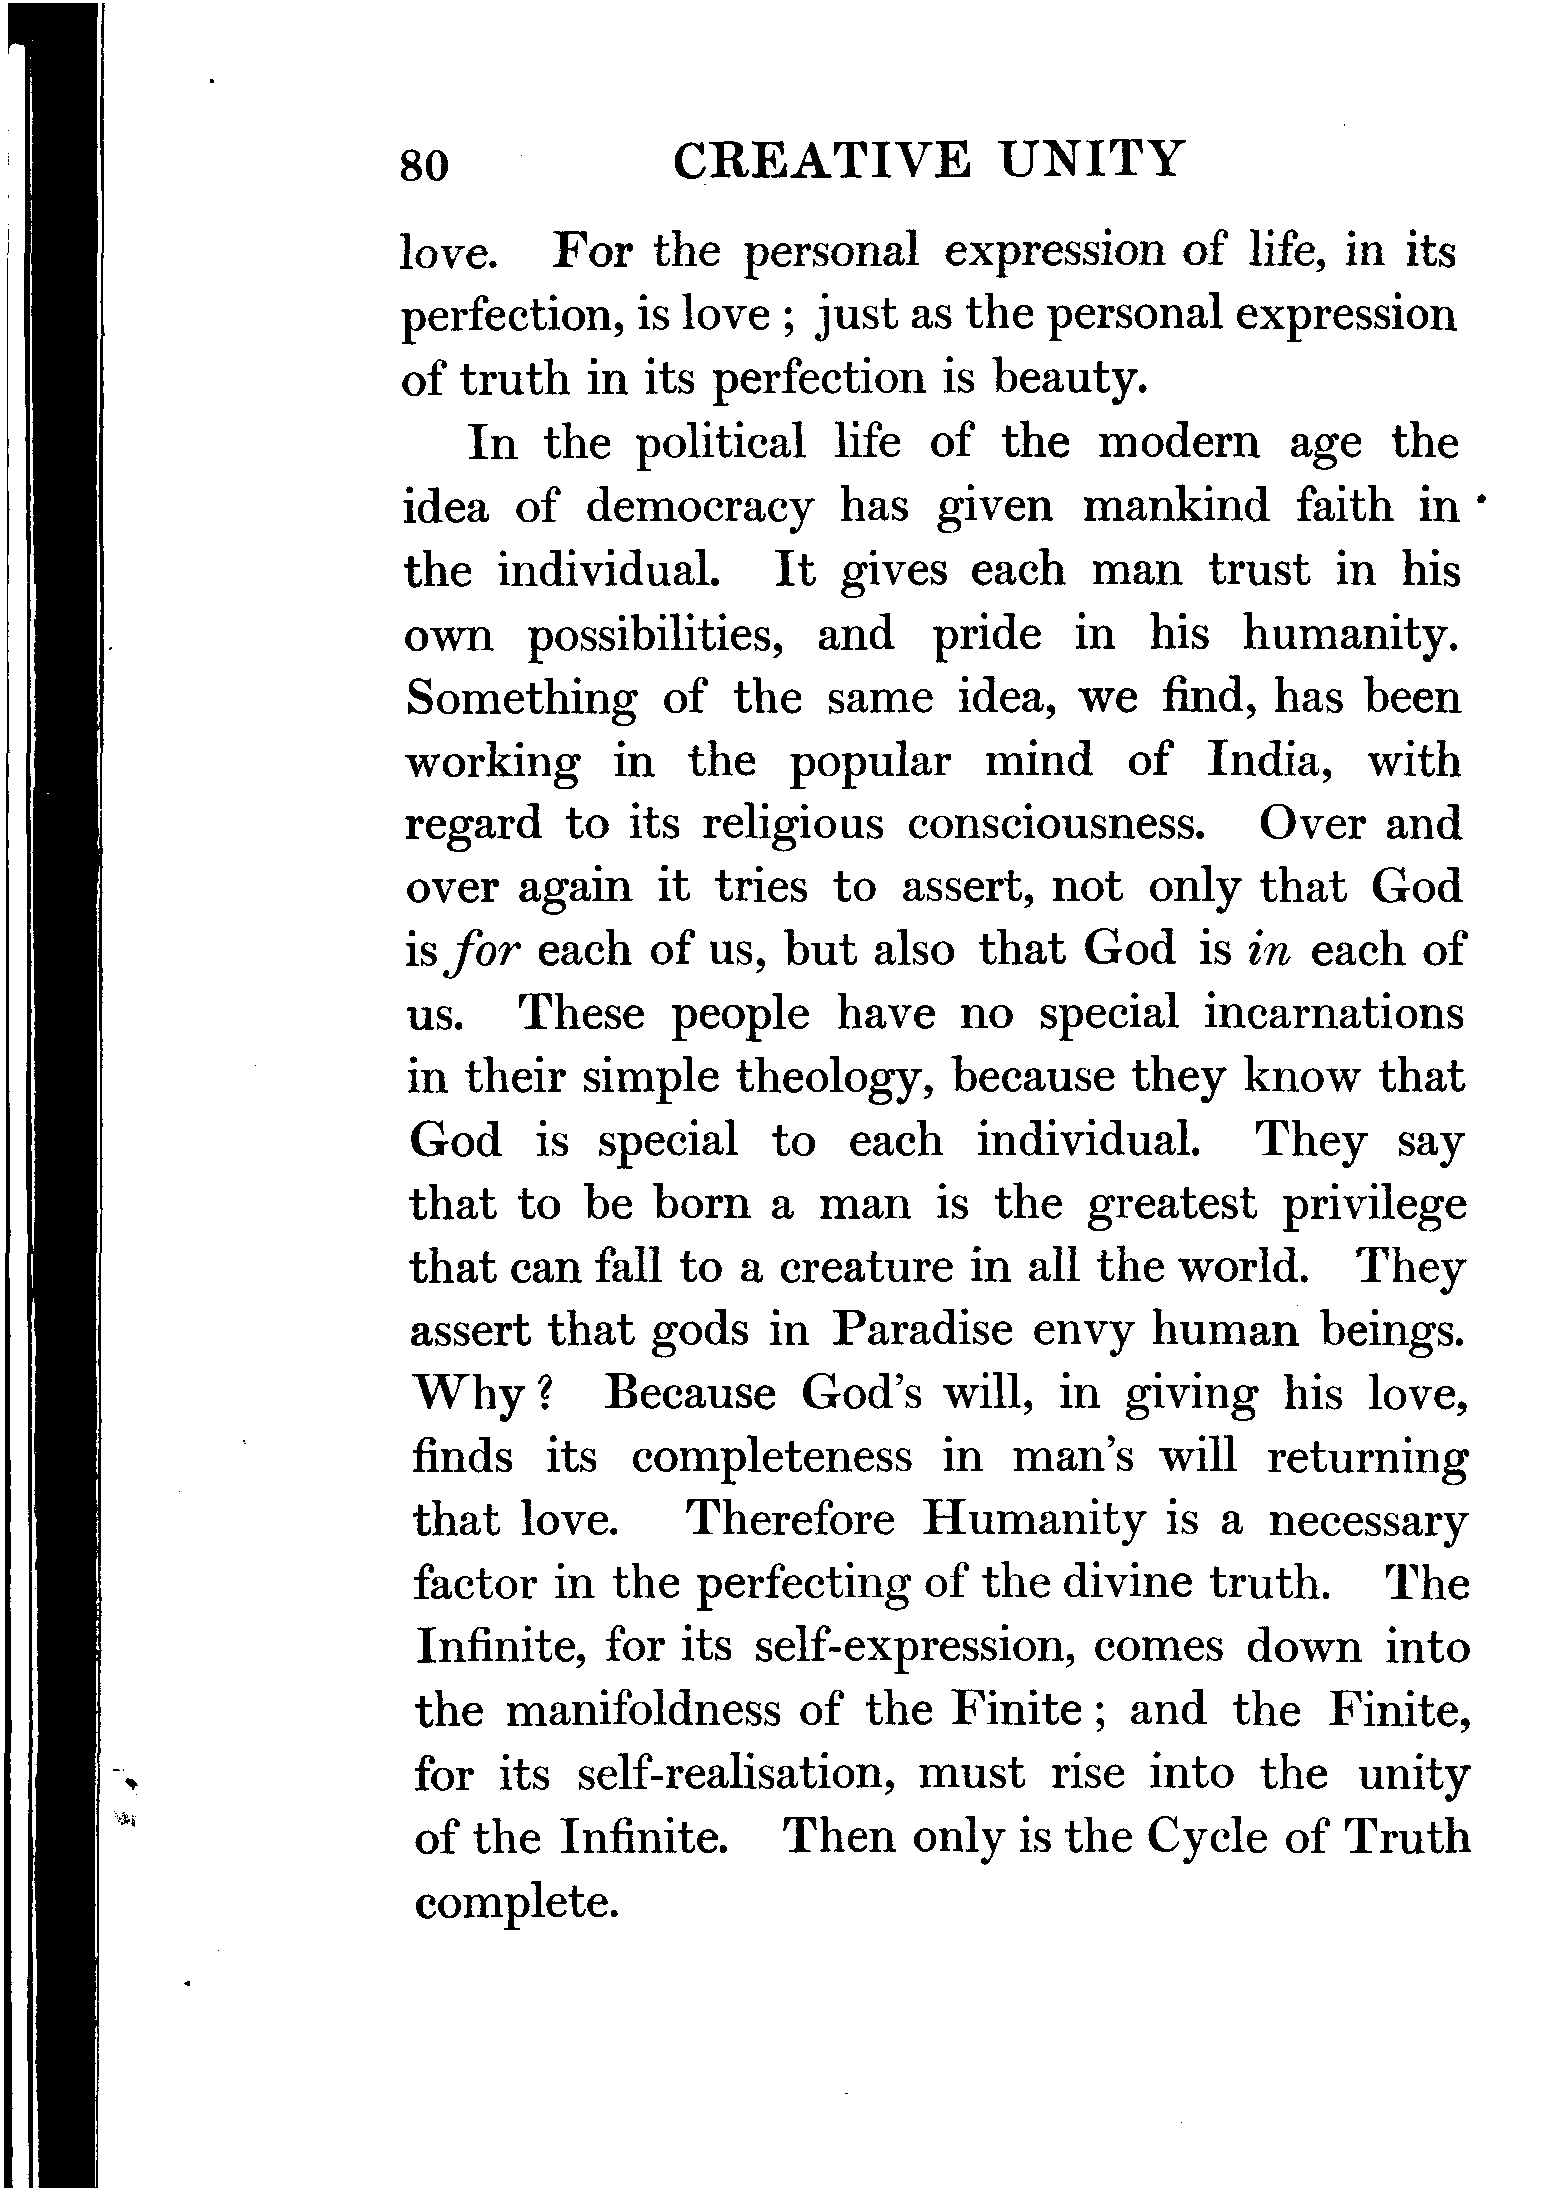 80 CREATIVE UNITY
love. For the personal expression of life, in its
perfection, is love ; just as the personal expression
of truth in its perfection is beauty.
In the political life of the modern age the
idea of democracy has given mankind faith in
the individual. It gives each man trust in his
own possibilities, and pride in his humanity.
Something of the same idea, we find, has been
working in the popular mind of India, with
regard to its religious consciousness. Over and
over again it tries to assert, not only that God
is for each of us, but also that God is in each of
us. These people have no special incarnations
in their simple theology, because they know that
God is special to each individual. They say
that to be born a man is the greatest privilege
that can fall to a creature in all the world. They
assert that gods in Paradise envy human beings.
Why ? Because God's will, in giving his love,
finds its completeness in man's will returning
that love. Therefore Humanity is a necessary
factor in the perfecting of the divine truth. The
Infinite, for its self-expression, comes down into
the manifoldness of the Finite ; and the Finite,
for its self-realisation, must rise into the unity
of the Infinite. Then only is the Cycle of Truth
complete.